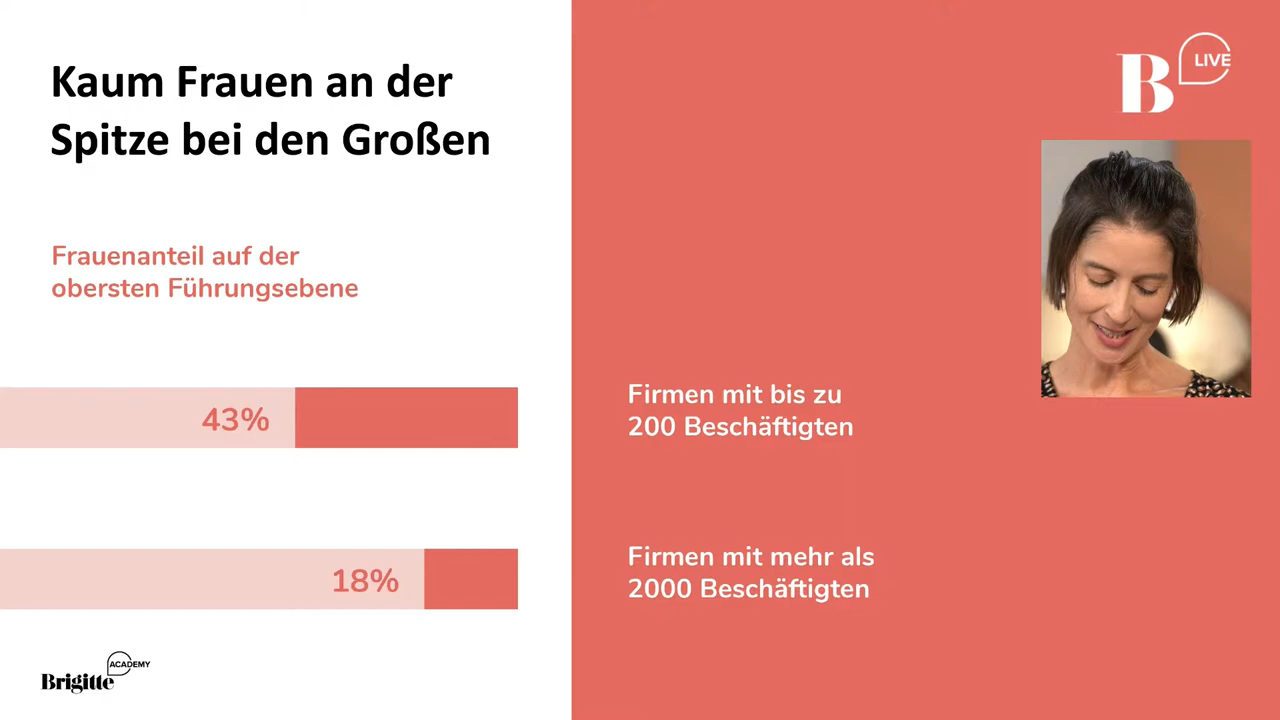 Kaum Frauen an der
Spitze bei den Großen
B LIVE
Frauenanteil auf der
obersten Führungsebene
43%
Firmen mit bis zu
200 Beschäftigten
18%
Firmen mit mehr als
2000 Beschäftigten
ACADEMY
Brigitte